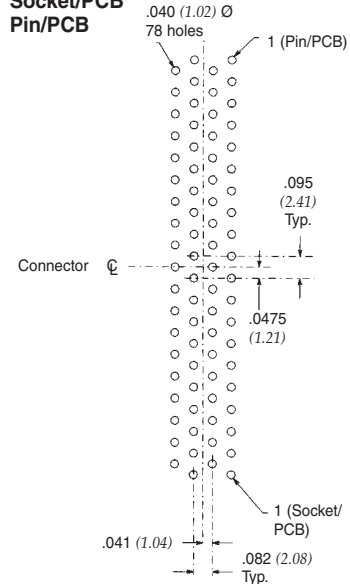 Socket/PCB
Pin/PCB
.040 (1.02) Ø
78 holes
1 (Pin/PCB)
.095
(2.41)
Typ.
Connector ℄
.0475
(1.21)
1 (Socket/
PCB)
.041 (1.04)
.082 (2.08)
Typ.